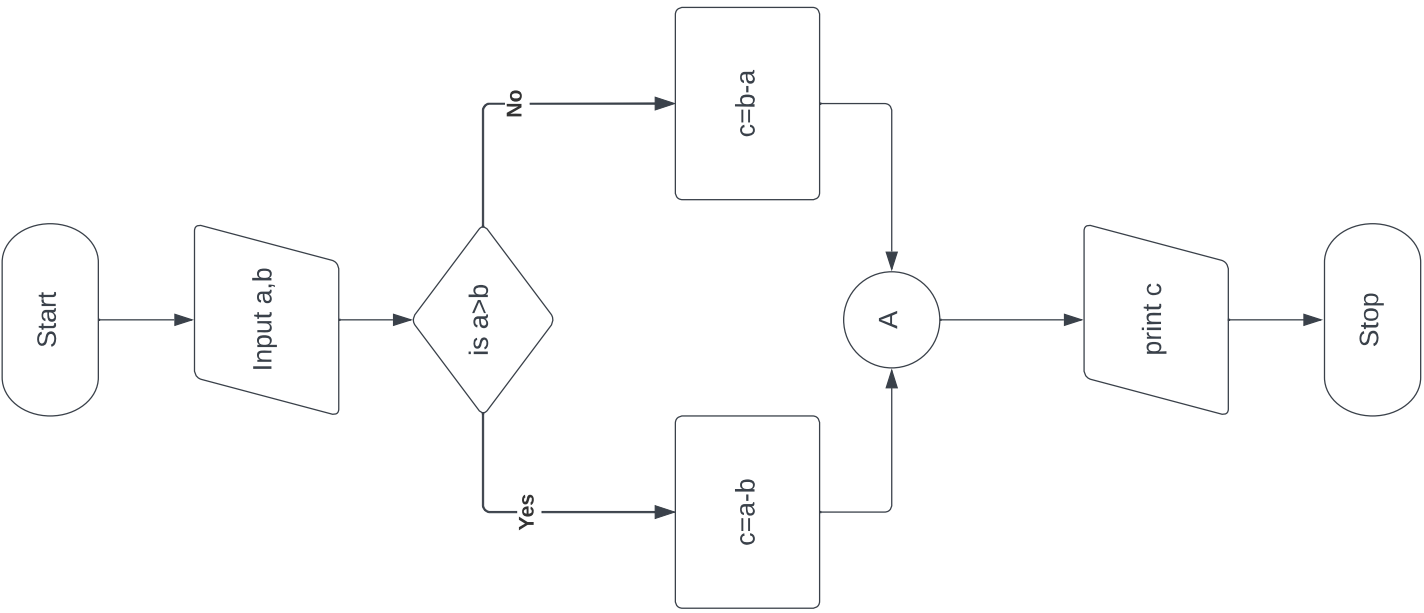 Start
Input a,b
is a>b
Yes
No
c=a-b
c=b-a
A
print c
Stop